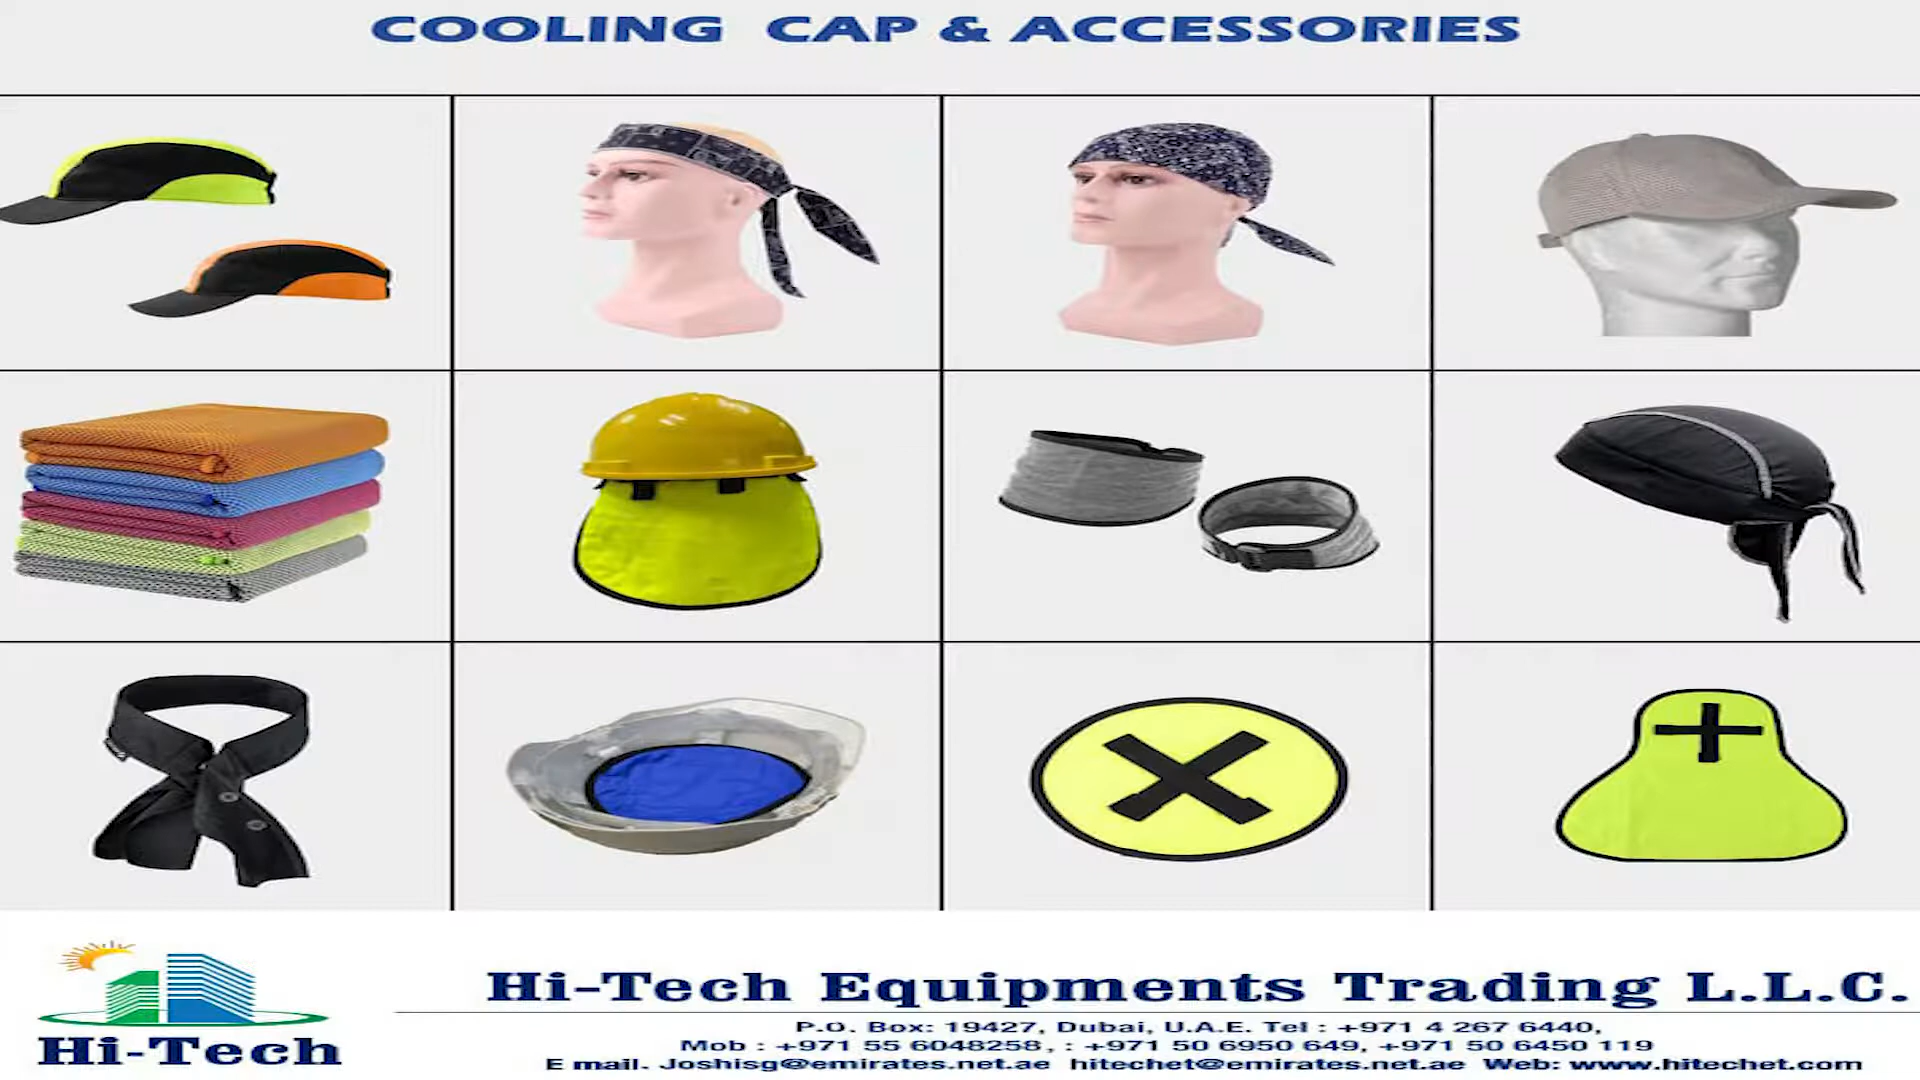 COOLING CAP & ACCESSORIES
Hi-Tech
Hi-Tech Equipments Trading L.L.C.
P.O. Box: 19427, Dubai, U.A.E. Tel : +971 4 267 6440,
Mob : +971 55 6048258, : +971 50 6950 649, +971 50 6450 119
E mail. Joshisg@emirates.net.ae hitechet@emirates.net.ae Web: www.hitechet.com